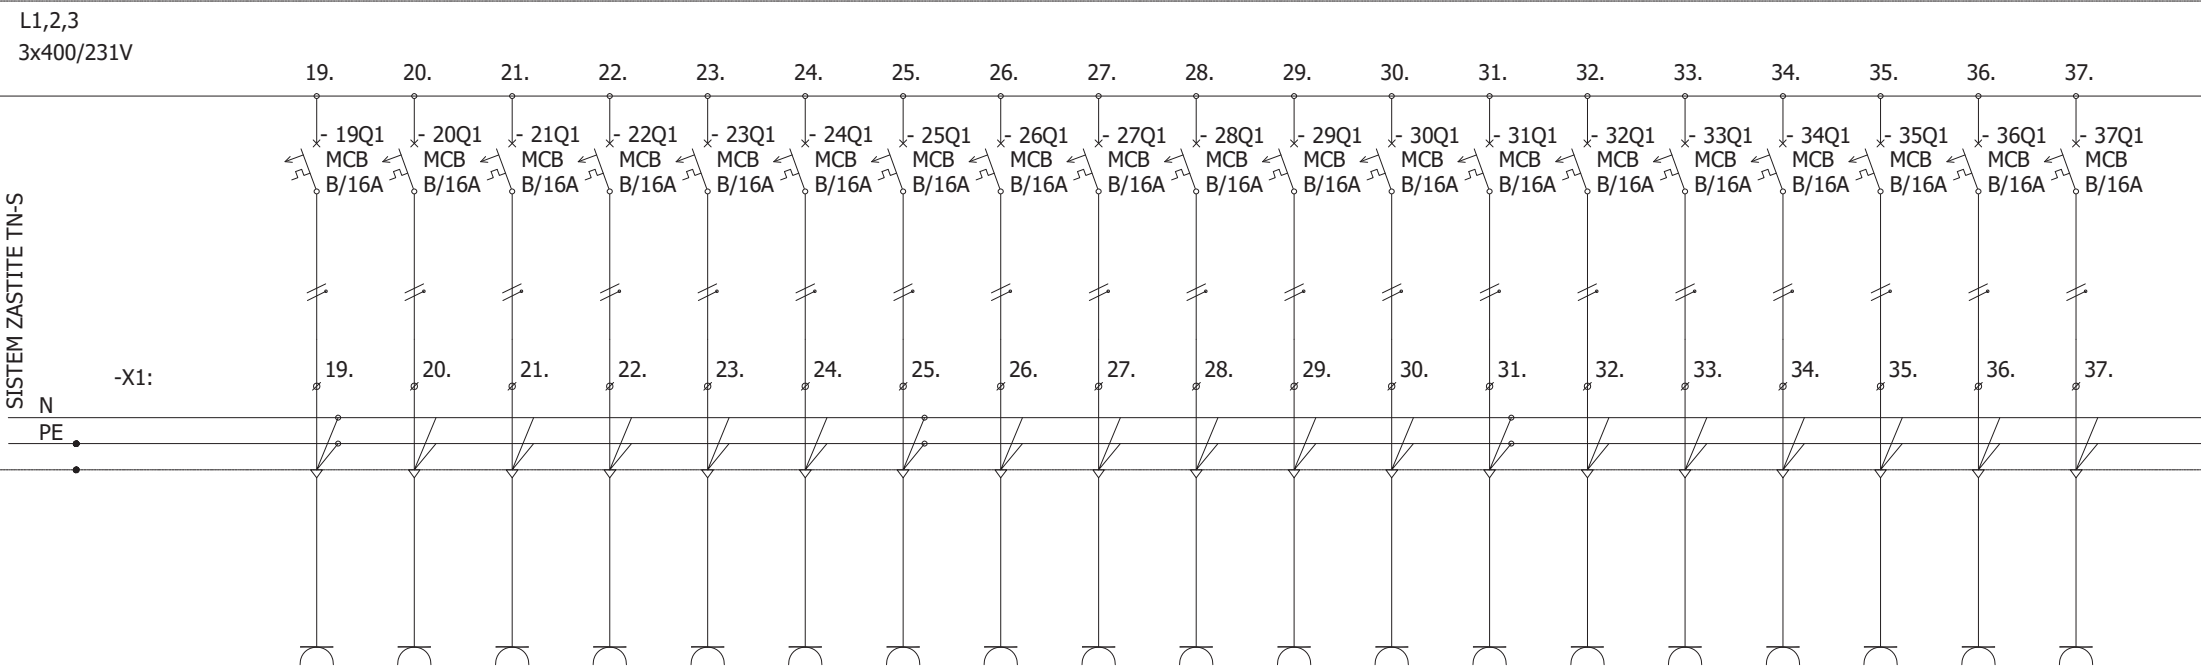 L1,2,3
3x400/231V
19. 20. 21. 22. 23. 24. 25. 26. 27. 28. 29. 30. 31. 32. 33. 34. 35. 36. 37.
- 19Q1 - 20Q1 - 21Q1 - 22Q1 - 23Q1 - 24Q1 - 25Q1 - 26Q1 - 27Q1 - 28Q1 - 29Q1 - 30Q1 - 31Q1 - 32Q1 - 33Q1 - 34Q1 - 35Q1 - 36Q1 - 37Q1
MCB MCB MCB MCB MCB MCB MCB MCB MCB MCB MCB MCB MCB MCB MCB MCB MCB MCB MCB
B/16A B/16A B/16A B/16A B/16A B/16A B/16A B/16A B/16A B/16A B/16A B/16A B/16A B/16A B/16A B/16A B/16A B/16A B/16A
SISTEM ZASTITE TN-S
-X1: 19. 20. 21. 22. 23. 24. 25. 26. 27. 28. 29. 30. 31. 32. 33. 34. 35. 36. 37.
N
PE